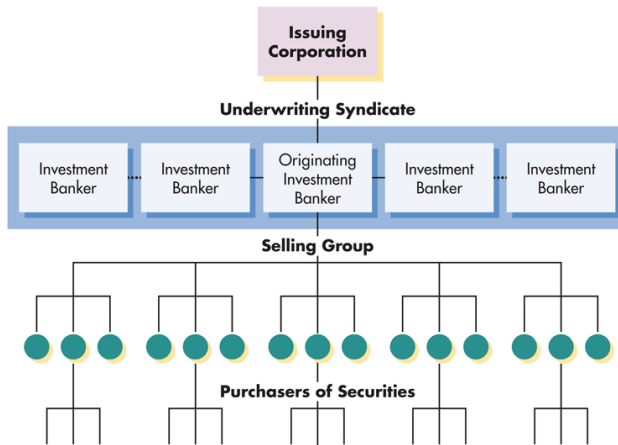 Issuing
Corporation
Underwriting Syndicate
Investment
Banker
Investment
Banker
Originating
Investment
Banker
Investment
Banker
Investment
Banker
Selling Group
Purchasers of Securities